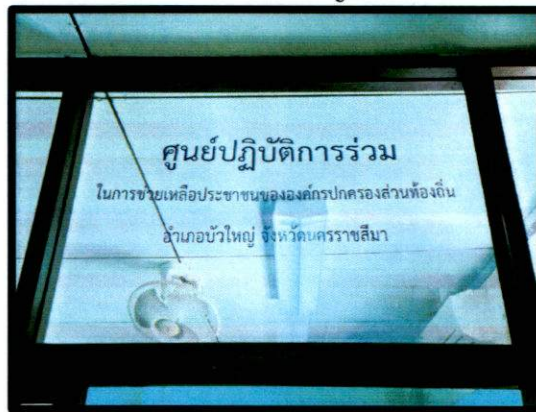 ศูนย์ปฏิบัติการร่วม
ในการช่วยเหลือประชาชนขององค์กรปกครองส่วนท้องถิ่น
อำเภอบัวใหญ่ จังหวัดนครราชสีมา